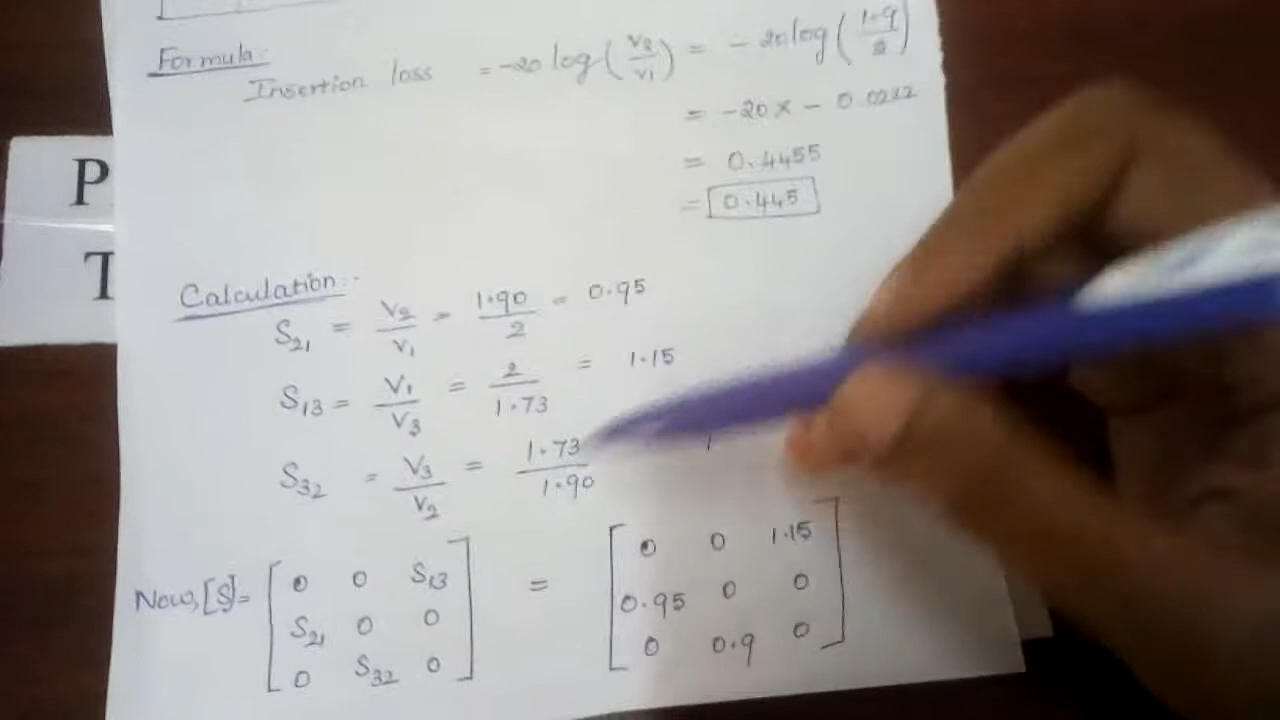 Formula:-
Insertion loss = -20 log (V2/V1) = - 20 log (1.9/2)
= -20 x - 0.0222
= 0.4455
= 0.445
P
T
Calculation:-
S21 = V2/V1 = 1.90/2 = 0.95
S13 = V1/V3 = 2/1.73 = 1.15
S32 = V3/V2 = 1.73/1.90
Now, [S] = [ 0 0 S13 ] = [ 0 0 1.15 ]
[ S21 0 0 ] [ 0.95 0 0 ]
[ 0 S32 0 ] [ 0 0.9 0 ]